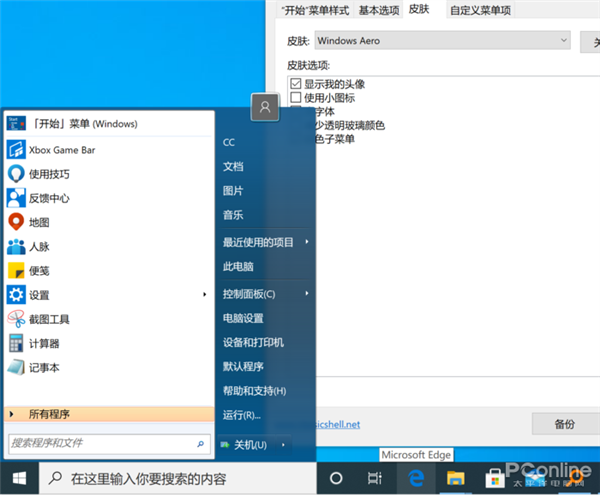 "开始"菜单样式
基本选项
皮肤
自定义菜单项
皮肤:
Windows Aero
皮肤选项:
显示我的头像
使用小图标
字体
少透明玻璃颜色
色子菜单
「开始」菜单 (Windows)
Xbox Game Bar
使用技巧
反馈中心
地图
人脉
便笺
设置
截图工具
计算器
记事本
所有程序
搜索程序和文件
CC
文档
图片
音乐
最近使用的项目
此电脑
控制面板(C)
电脑设置
设备和打印机
默认程序
帮助和支持(H)
运行(R)...
关机(U)
sicshell.net
备份
Microsoft Edge
在这里输入你要搜索的内容
PConline
太平洋电脑网